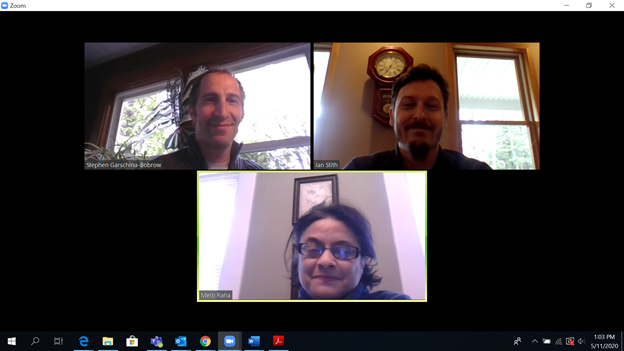 Zoom
Stephen Garschina-Bobrow
Ian Stith
Meto Raha
1:03 PM
5/11/2020